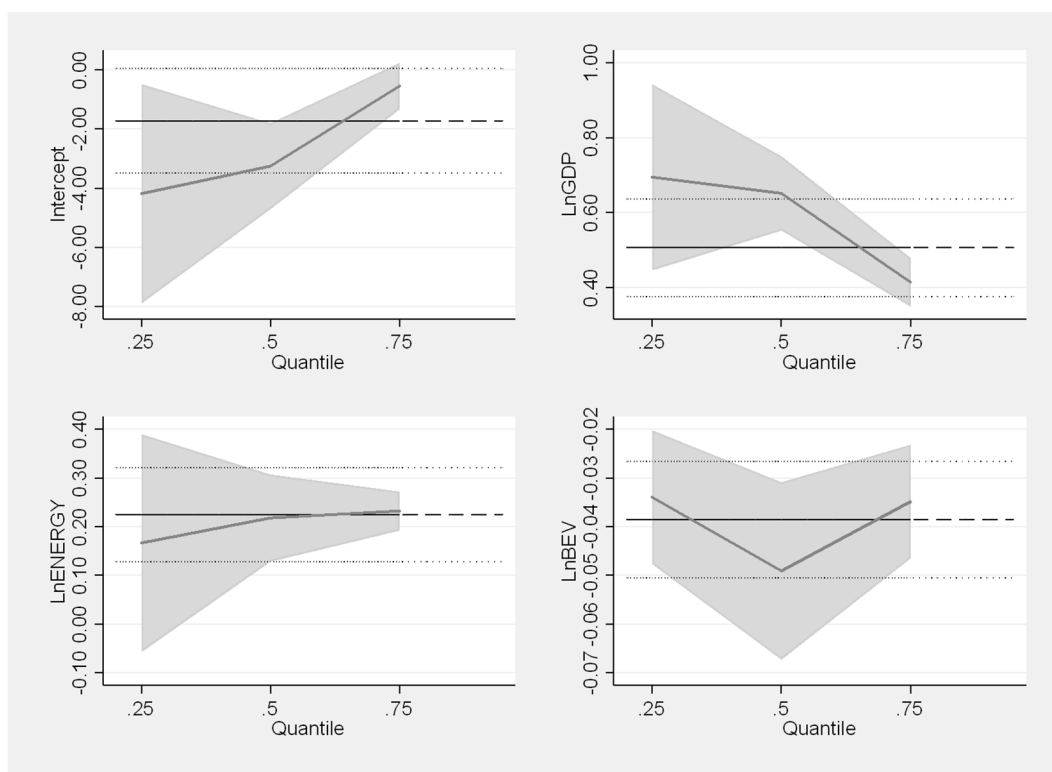 Intercept
0.00
-2.00
-4.00
-6.00
-8.00
.25 .5 .75
Quantile
LnGDP
1.00
0.80
0.60
0.40
.25 .5 .75
Quantile
LnENERGY
0.40
0.30
0.20
0.10
0.00
-0.10
.25 .5 .75
Quantile
LnBEV
-0.02
-0.03
-0.04
-0.05
-0.06
-0.07
.25 .5 .75
Quantile